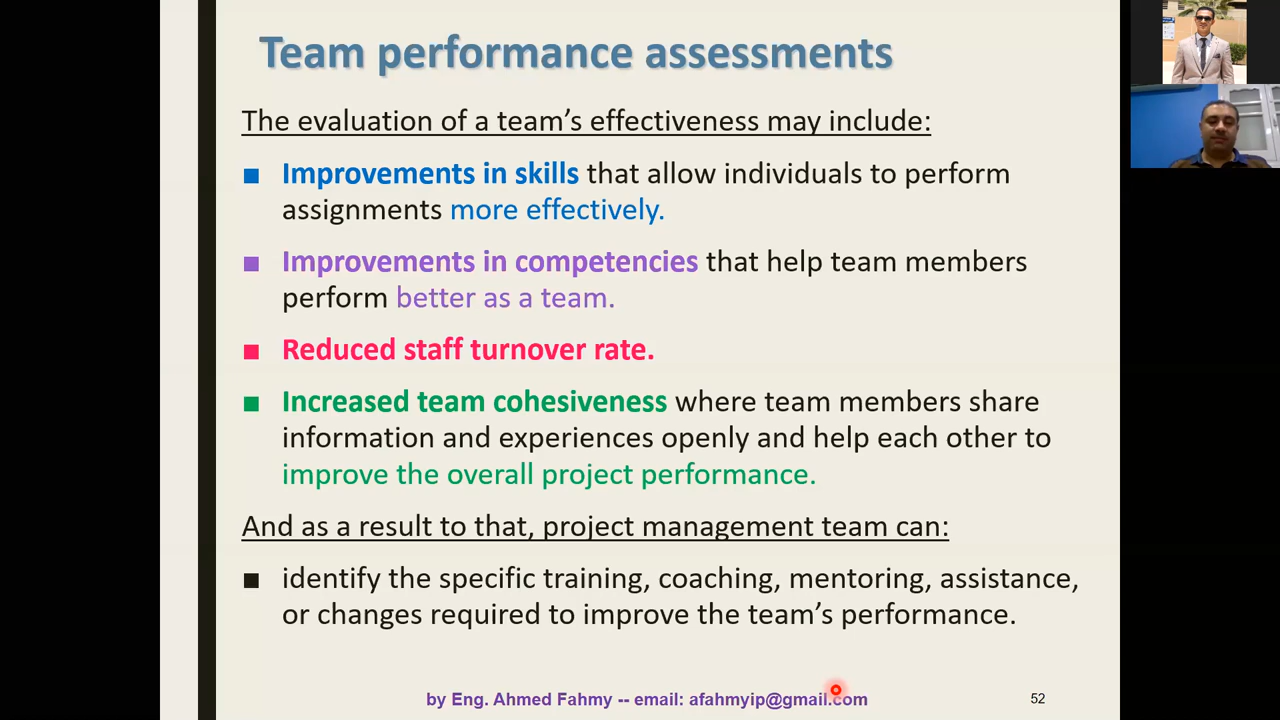 Team performance assessments
The evaluation of a team's effectiveness may include:
■ Improvements in skills that allow individuals to perform
assignments more effectively.
■ Improvements in competencies that help team members
perform better as a team.
■ Reduced staff turnover rate.
■ Increased team cohesiveness where team members share
information and experiences openly and help each other to
improve the overall project performance.
And as a result to that, project management team can:
■ identify the specific training, coaching, mentoring, assistance,
or changes required to improve the team's performance.
by Eng. Ahmed Fahmy -- email: afahmyip@gmail.com
52